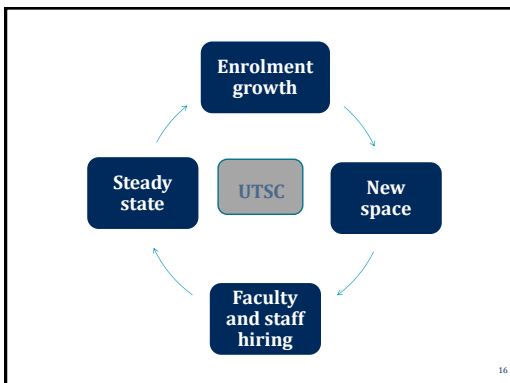 Enrolment
growth
Steady
state
UTSC
New
space
Faculty
and staff
hiring
16